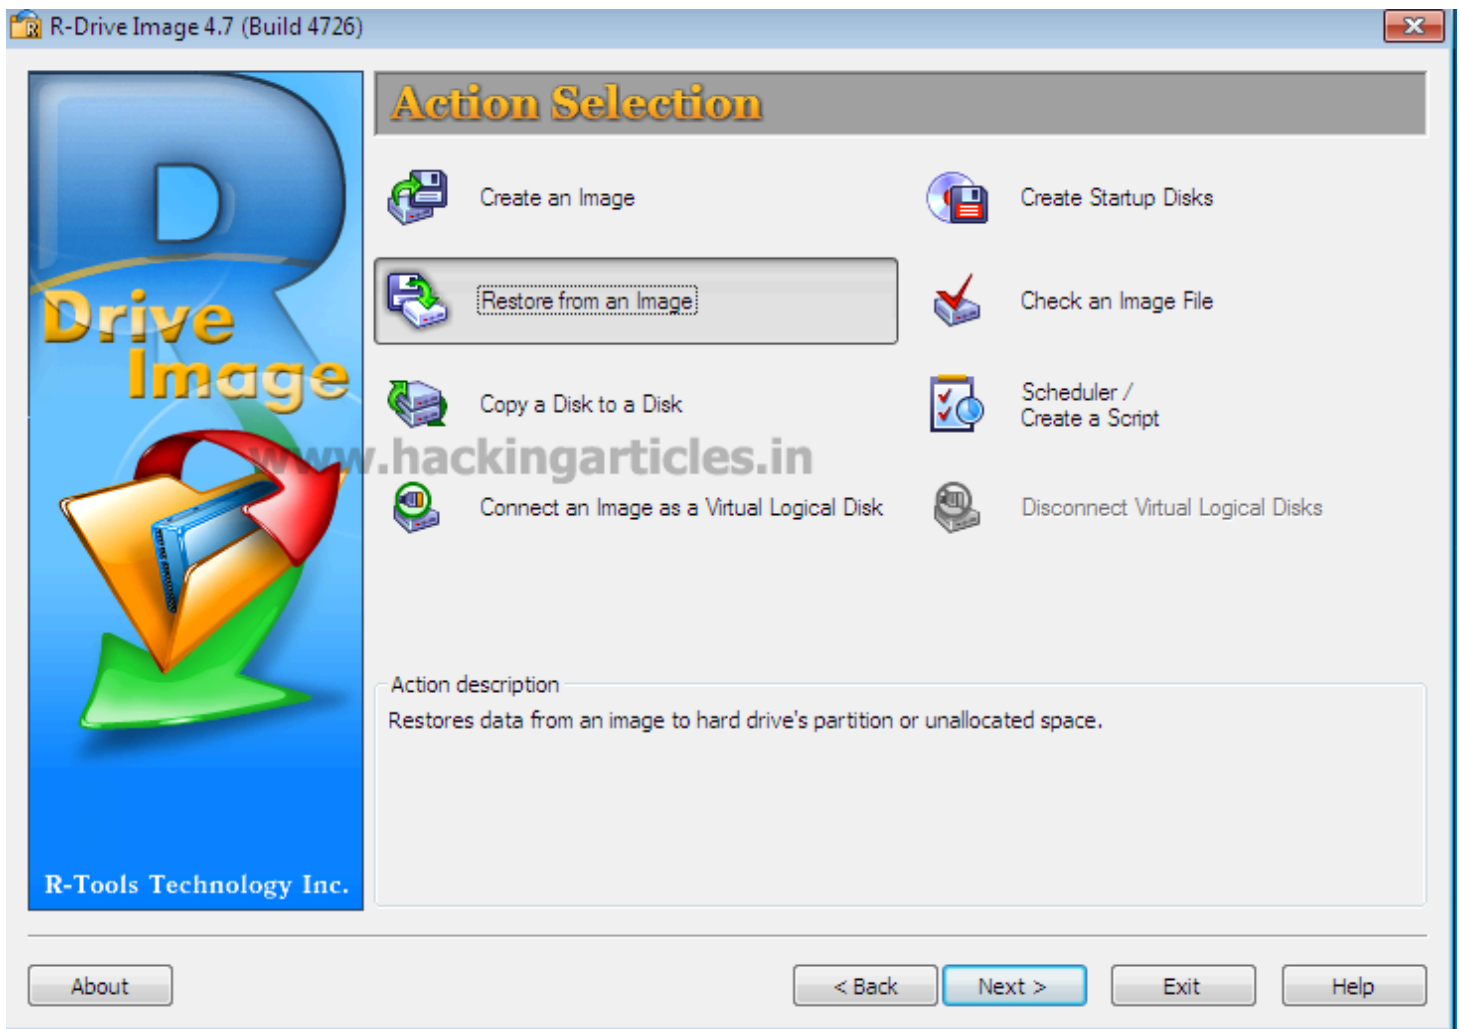 R-Drive Image 4.7 (Build 4726)
R
Drive
Image
R-Tools Technology Inc.
Action Selection
Create an Image
Create Startup Disks
Restore from an Image
Check an Image File
Copy a Disk to a Disk
Scheduler /
Create a Script
www.hackingarticles.in
Connect an Image as a Virtual Logical Disk
Disconnect Virtual Logical Disks
Action description
Restores data from an image to hard drive's partition or unallocated space.
About
< Back
Next >
Exit
Help